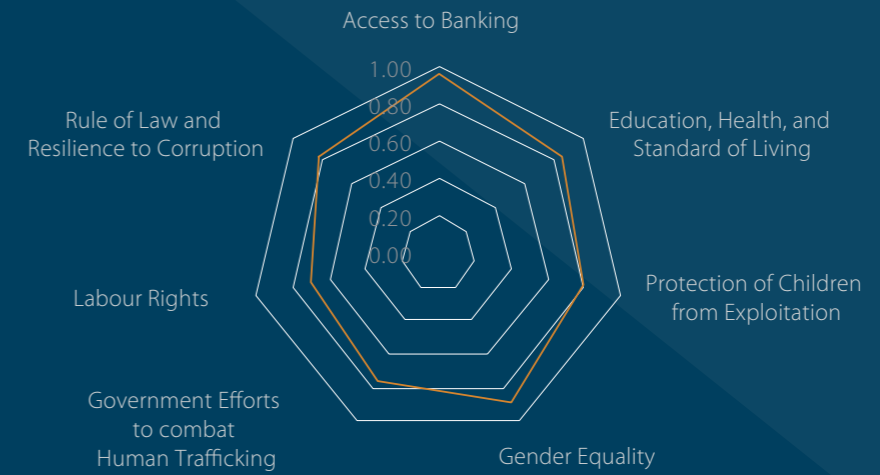 Access to Banking
1.00
0.80
0.60
0.40
0.20
0.00
Rule of Law and
Resilience to Corruption
Education, Health, and
Standard of Living
Labour Rights
Protection of Children
from Exploitation
Government Efforts
to combat
Human Trafficking
Gender Equality